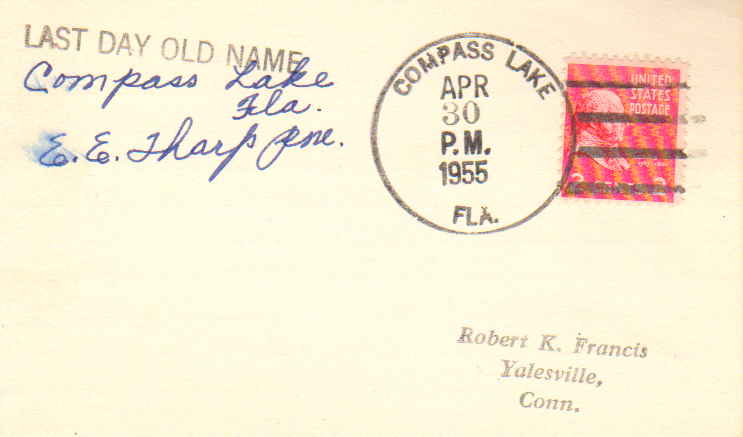 LAST DAY OLD NAME
Compass Lake
Fla.
E. E. Tharp Pm.
COMPASS LAKE
APR
30
P.M.
1955
FLA.
UNITED
STATES
POSTAGE
Robert K. Francis
Yalesville,
Conn.